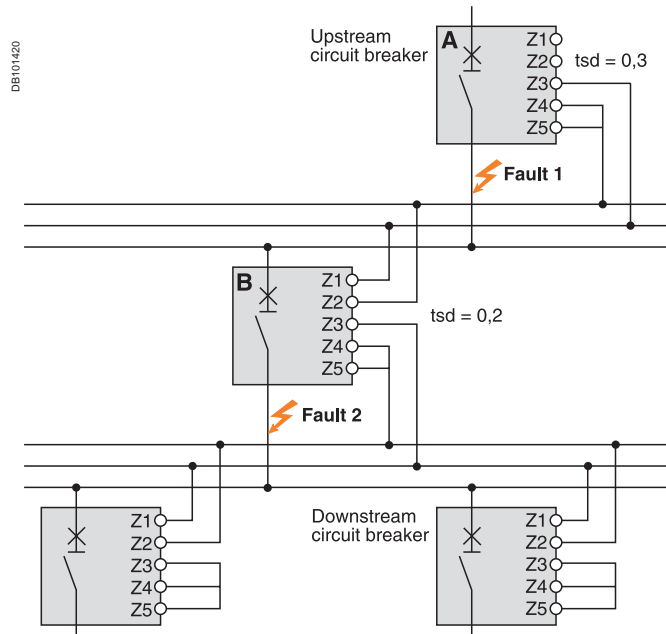 DB101420
Upstream
circuit breaker
A
Z1
Z2
Z3
Z4
Z5
tsd = 0,3
Fault 1
B
Z1
Z2
Z3
Z4
Z5
tsd = 0,2
Fault 2
Z1
Z2
Z3
Z4
Z5
Downstream
circuit breaker
Z1
Z2
Z3
Z4
Z5